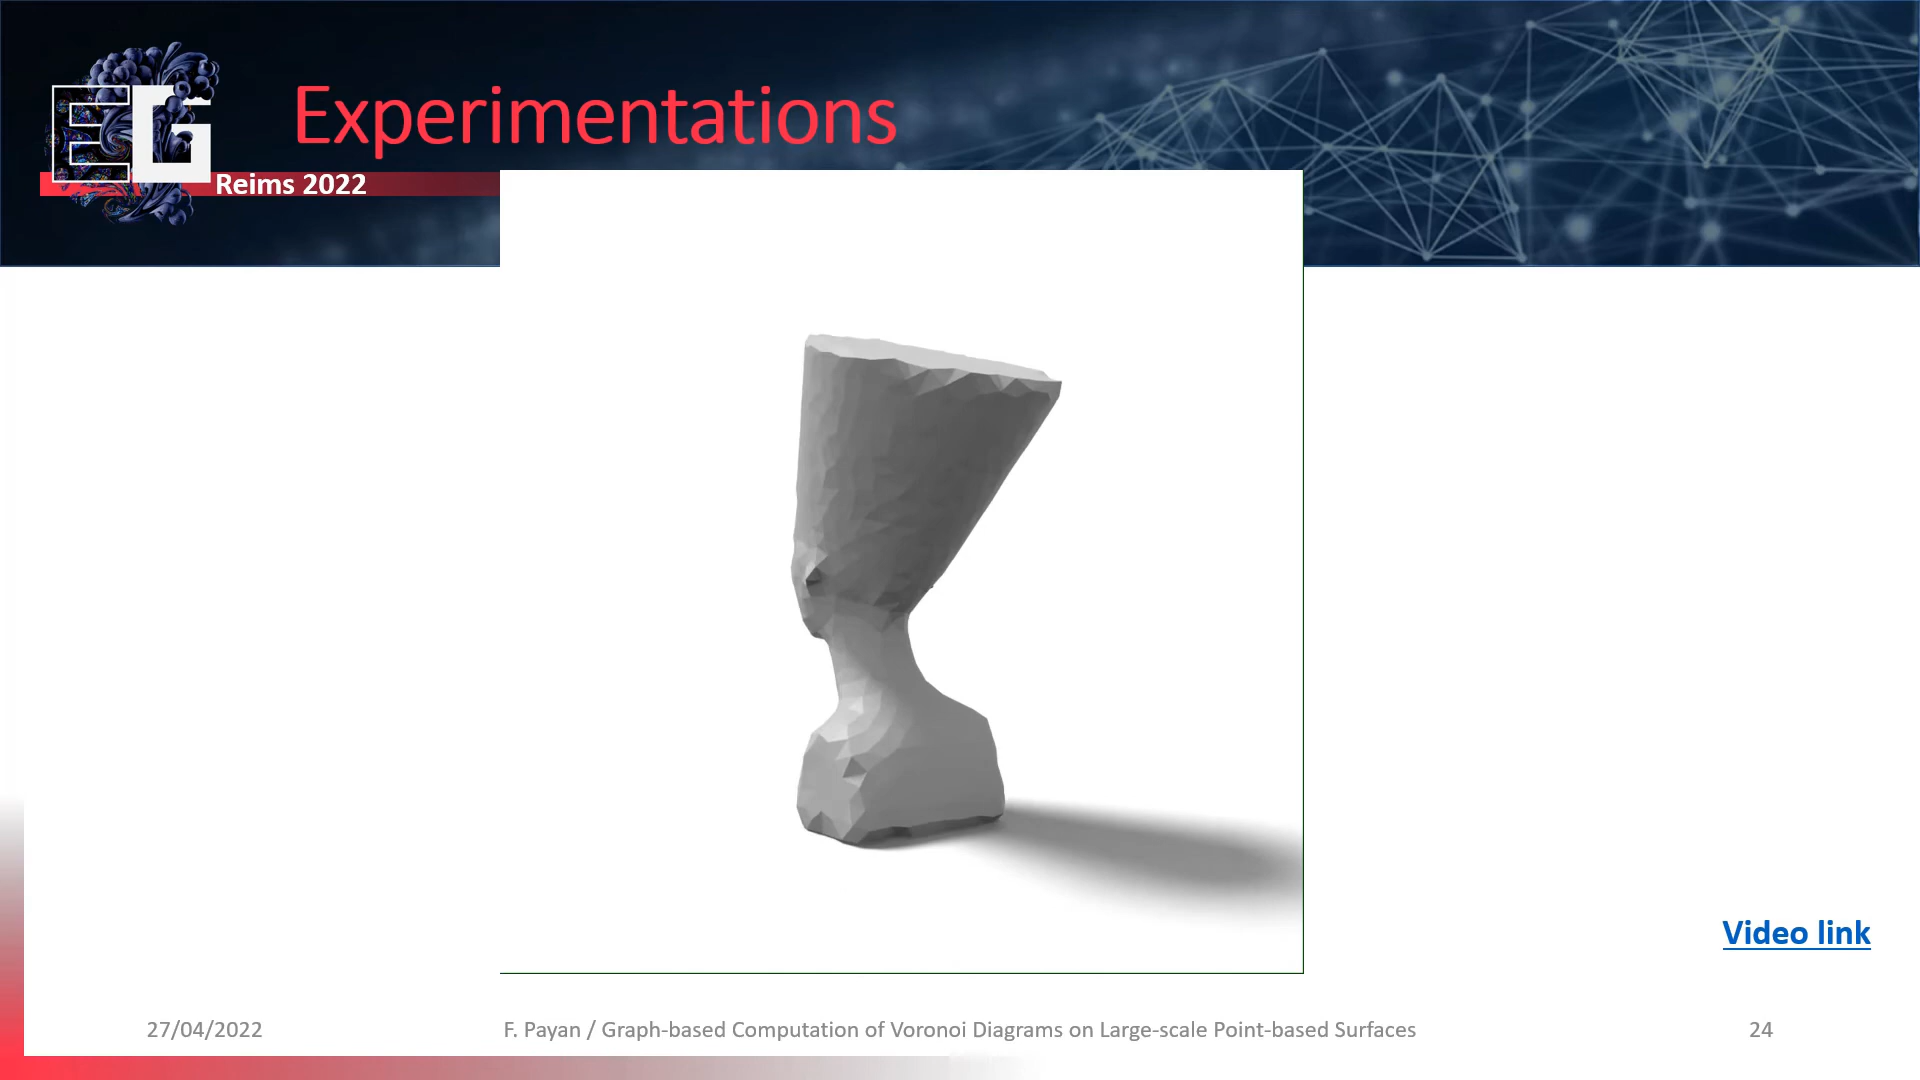 EG
Experimentations
Reims 2022
Video link
27/04/2022
F. Payan / Graph-based Computation of Voronoi Diagrams on Large-scale Point-based Surfaces
24